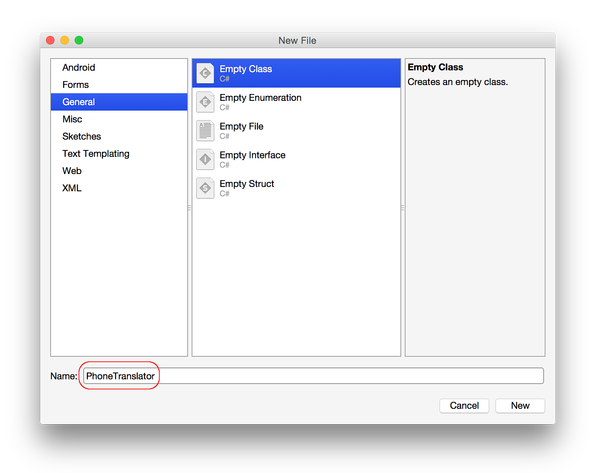 New File
Android
Forms
General
Misc
Sketches
Text Templating
Web
XML
Empty Class
C#
Empty Enumeration
C#
Empty File
C#
Empty Interface
C#
Empty Struct
C#
Empty Class
Creates an empty class.
Name: PhoneTranslator
Cancel New